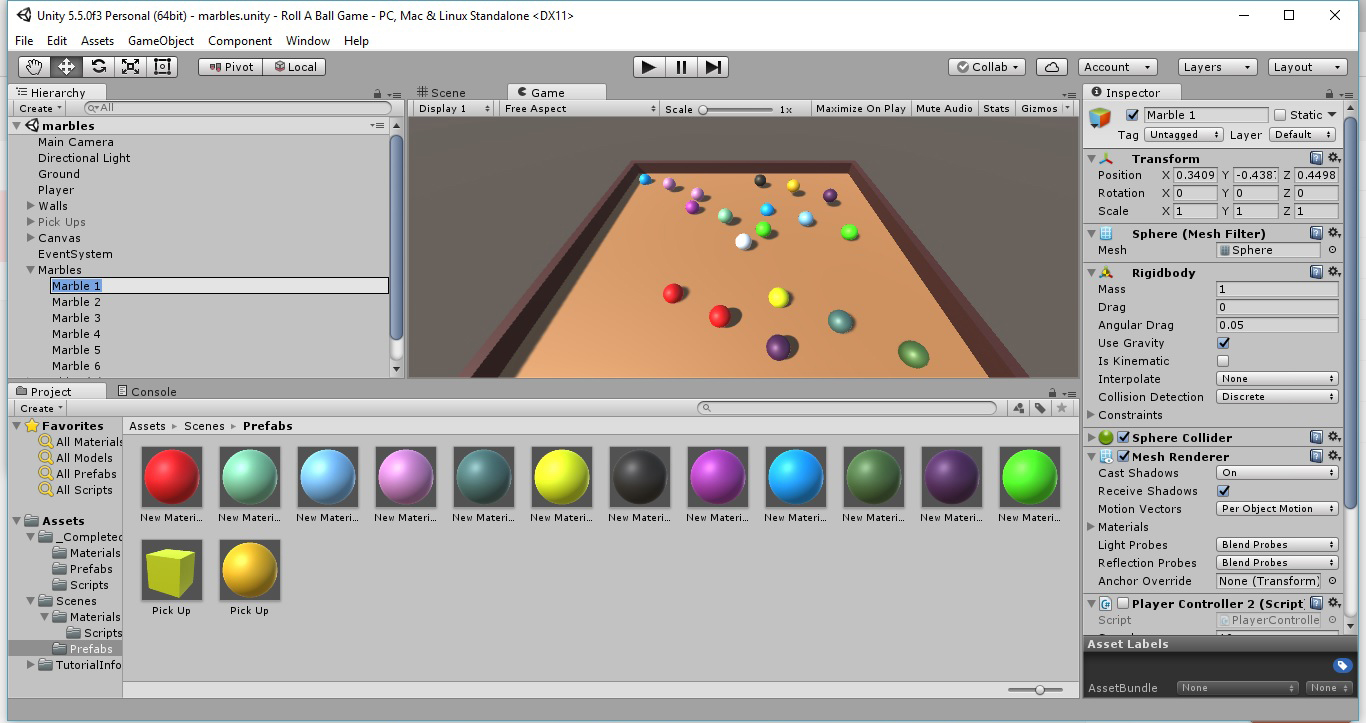 Unity 5.5.0f3 Personal (64bit) - marbles.unity - Roll A Ball Game - PC, Mac & Linux Standalone <DX11>
File Edit Assets GameObject Component Window Help
Pivot Local Collab Account Layers Layout
Hierarchy
Create All
marbles
Main Camera
Directional Light
Ground
Player
Walls
Pick Ups
Canvas
EventSystem
Marbles
Marble 1
Marble 2
Marble 3
Marble 4
Marble 5
Marble 6
Scene Game
Display 1 Free Aspect Scale 1x Maximize On Play Mute Audio Stats Gizmos
Inspector
Marble 1 Static
Tag Untagged Layer Default
Transform
Position X 0.3409 Y -0.438 Z 0.4498
Rotation X 0 Y 0 Z 0
Scale X 1 Y 1 Z 1
Sphere (Mesh Filter)
Mesh Sphere
Rigidbody
Mass 1
Drag 0
Angular Drag 0.05
Use Gravity
Is Kinematic
Interpolate None
Collision Detection Discrete
Constraints
Sphere Collider
Mesh Renderer
Cast Shadows On
Receive Shadows
Motion Vectors Per Object Motion
Materials
Light Probes Blend Probes
Reflection Probes Blend Probes
Anchor Override None (Transform)
Player Controller 2 (Script)
Script PlayerControlle
Asset Labels
AssetBundle None None
Project Console
Create
Favorites
All Materials
All Models
All Prefabs
All Scripts
Assets
_Completed
Materials
Prefabs
Scripts
Scenes
Materials
Scripts
Prefabs
TutorialInfo
Assets ▸ Scenes ▸ Prefabs
New Materi... New Materi... New Materi... New Materi... New Materi... New Materi... New Materi... New Materi... New Materi... New Materi... New Materi... New Materi...
Pick Up Pick Up